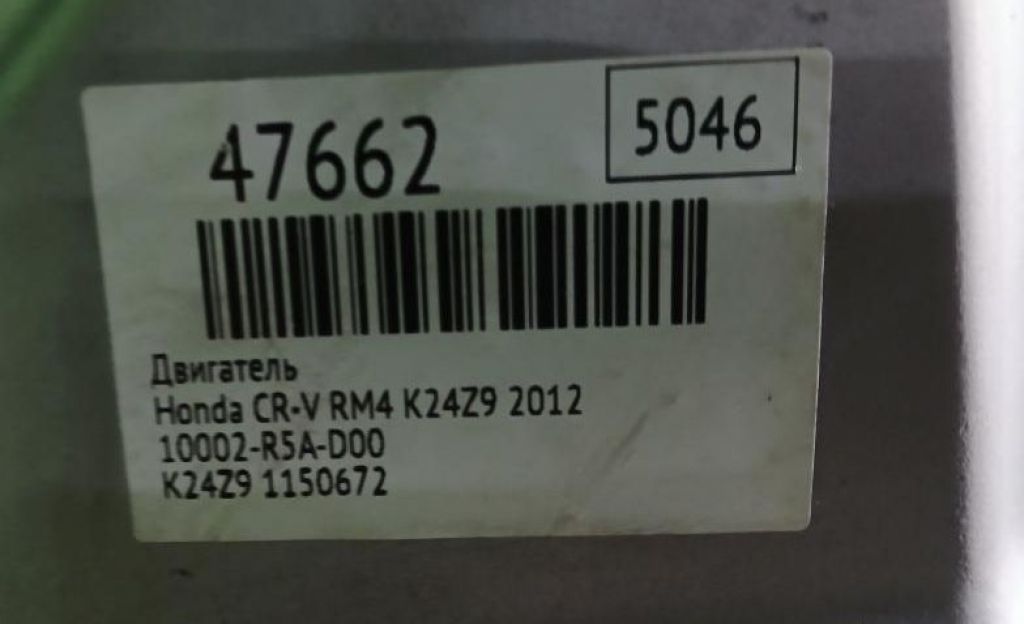 47662
5046
Двигатель
Honda CR-V RM4 K24Z9 2012
10002-R5A-D00
K24Z9 1150672